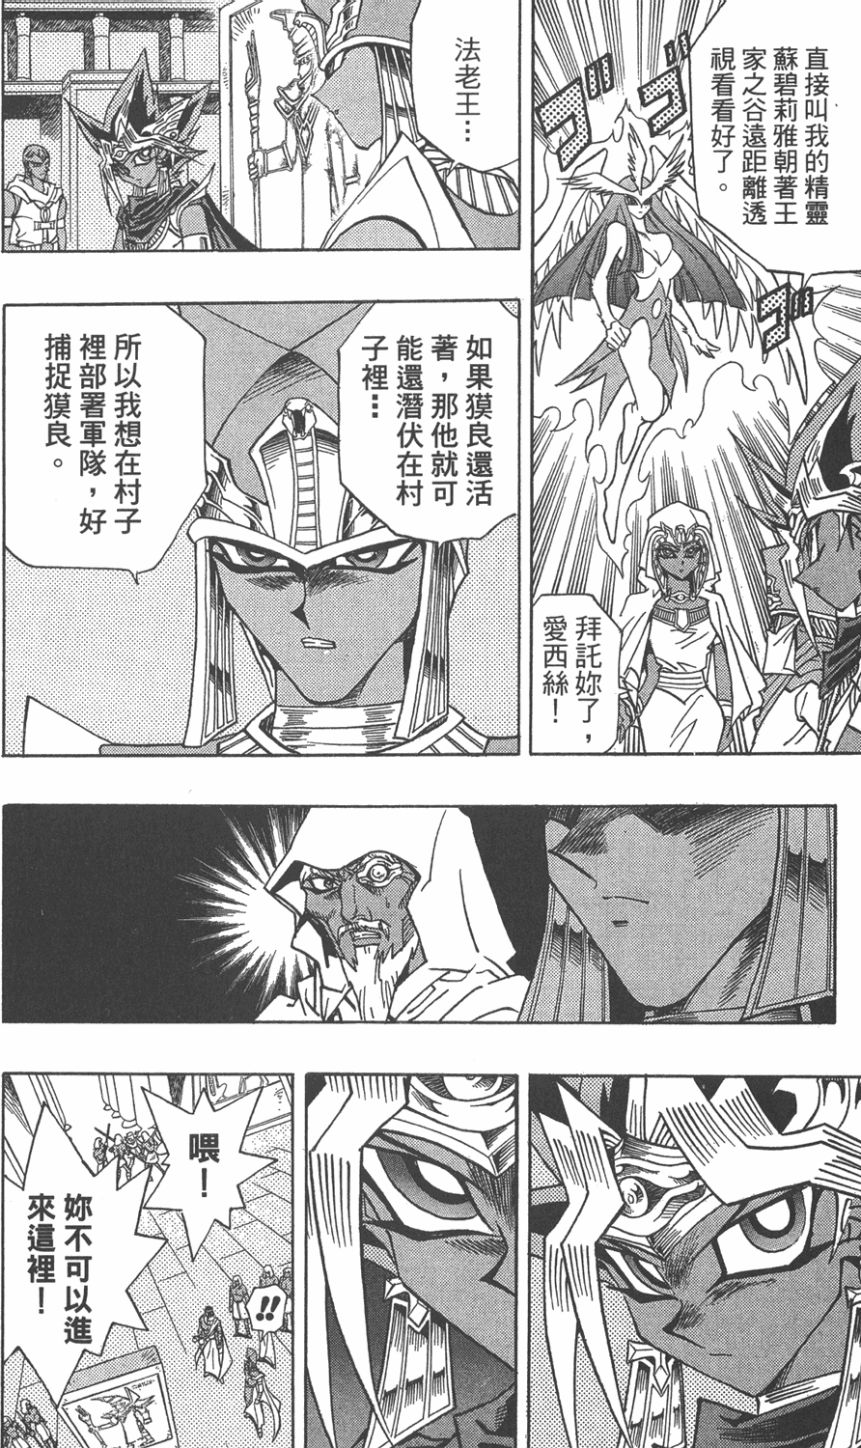 直接叫我的精靈
蘇碧莉雅朝著王
家之谷遠距離透
視看看好了。
ゴゴ
ゴゴ
拜託妳了，
愛西絲！
法老王…
如果獏良還活
著，那他就可
能還潛伏在村
子裡…
所以我想在村子
裡部署軍隊，好
捕捉獏良。
喂！
妳不可以進
來這裡！
!!